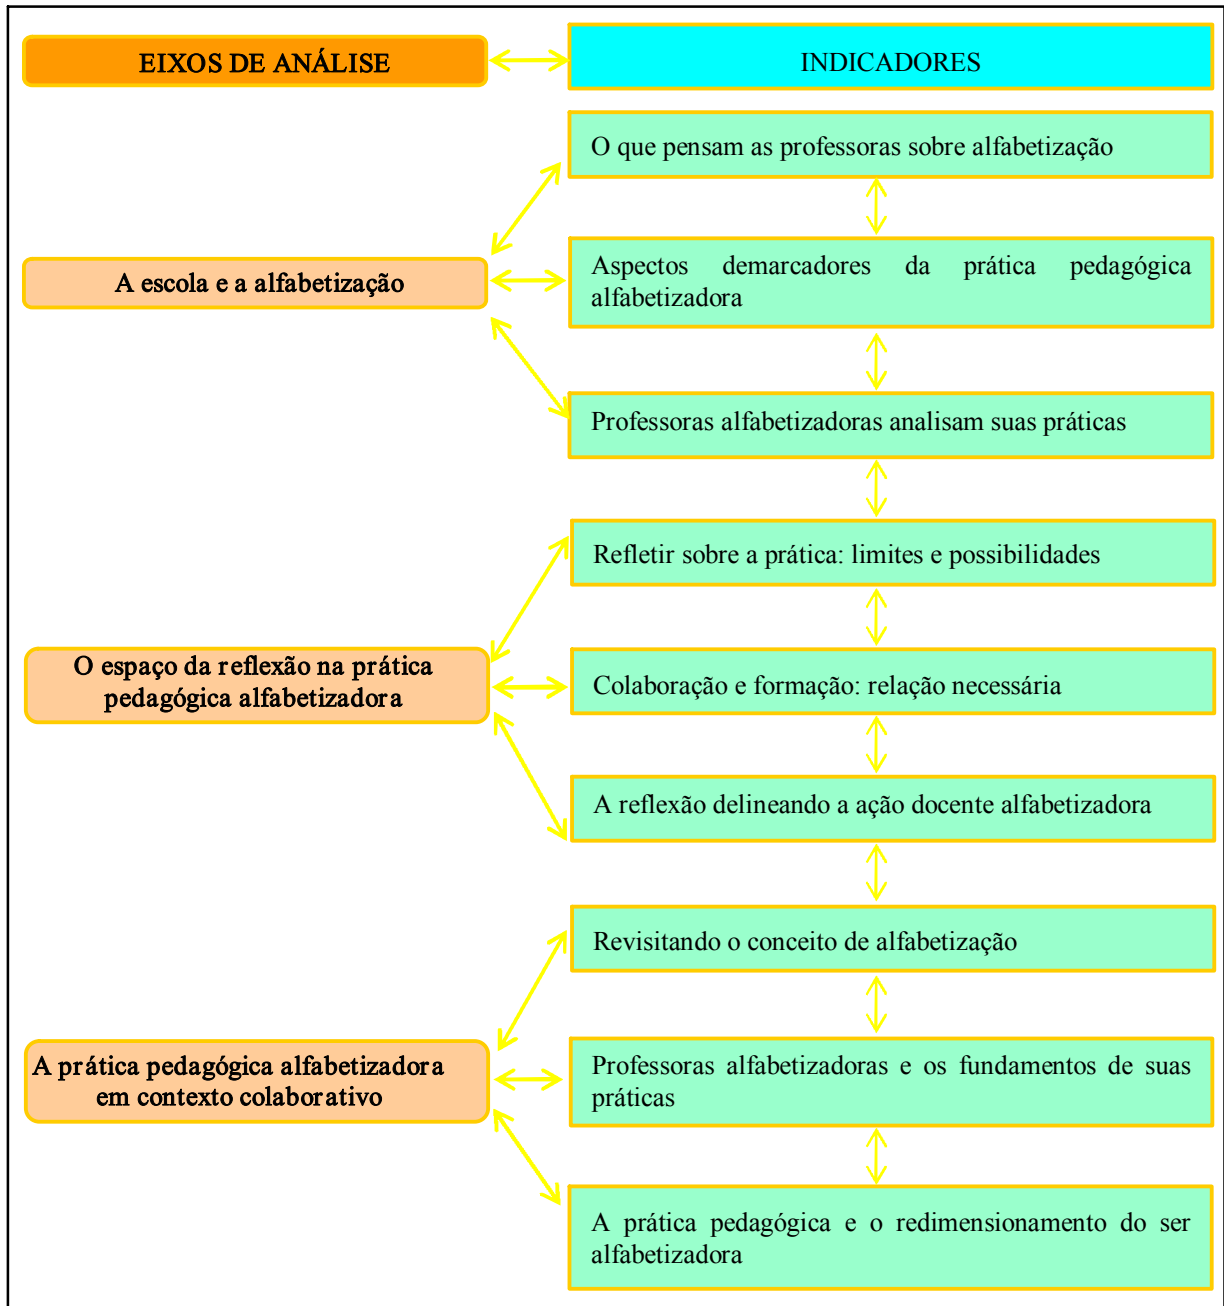 EIXOS DE ANÁLISE
INDICADORES
O que pensam as professoras sobre alfabetização
A escola e a alfabetização
Aspectos demarcadores da prática pedagógica
alfabetizadora
Professoras alfabetizadoras analisam suas práticas
Refletir sobre a prática: limites e possibilidades
O espaço da reflexão na prática
pedagógica alfabetizadora
Colaboração e formação: relação necessária
A reflexão delineando a ação docente alfabetizadora
Revisitando o conceito de alfabetização
A prática pedagógica alfabetizadora
em contexto colaborativo
Professoras alfabetizadoras e os fundamentos de suas
práticas
A prática pedagógica e o redimensionamento do ser
alfabetizadora